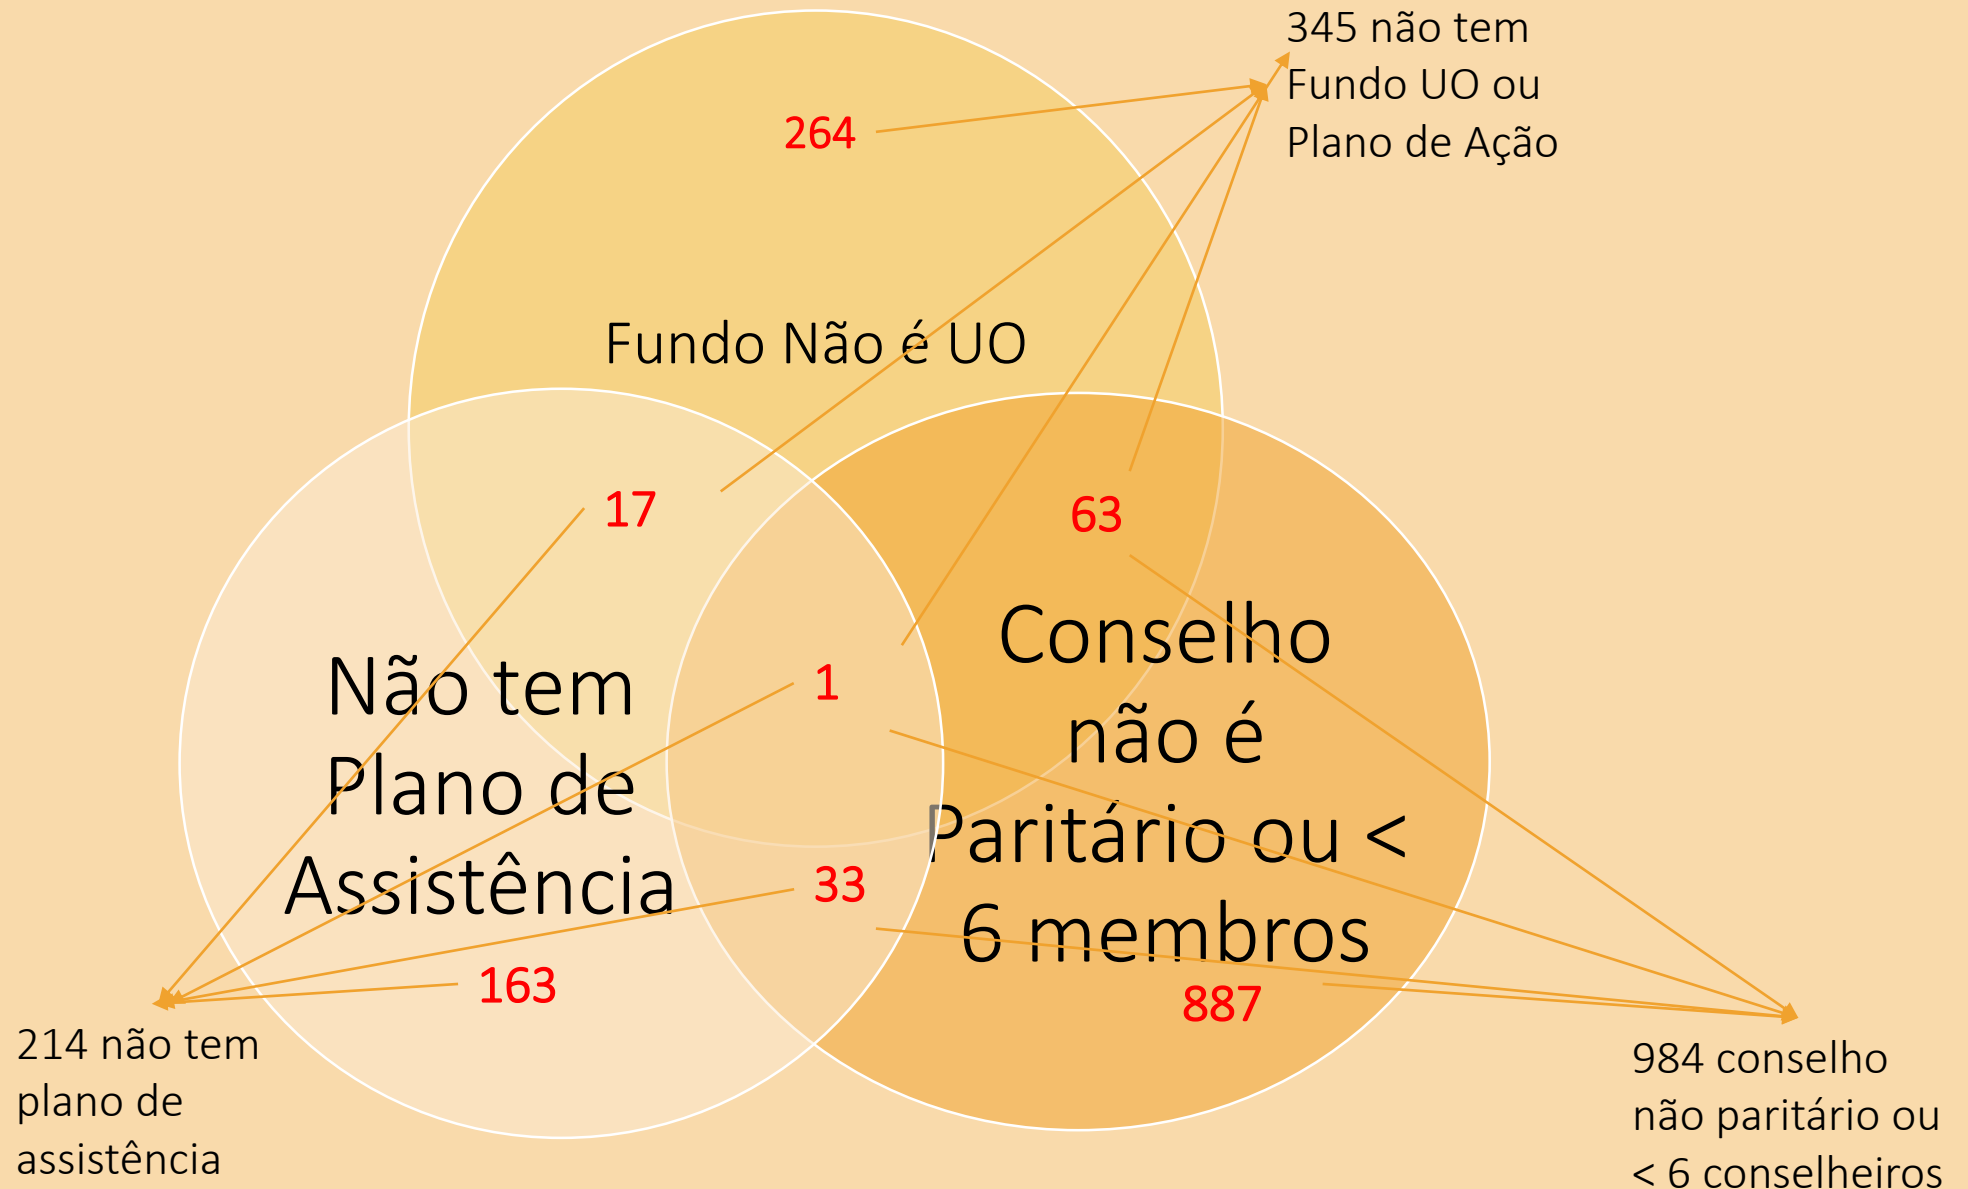 345 não tem
Fundo UO ou
Plano de Ação
264
Fundo Não é UO
17
63
Não tem
Plano de
Assistência
1
Conselho
não é
Paritário ou <
6 membros
33
163
887
214 não tem
plano de
assistência
984 conselho
não paritário ou
< 6 conselheiros